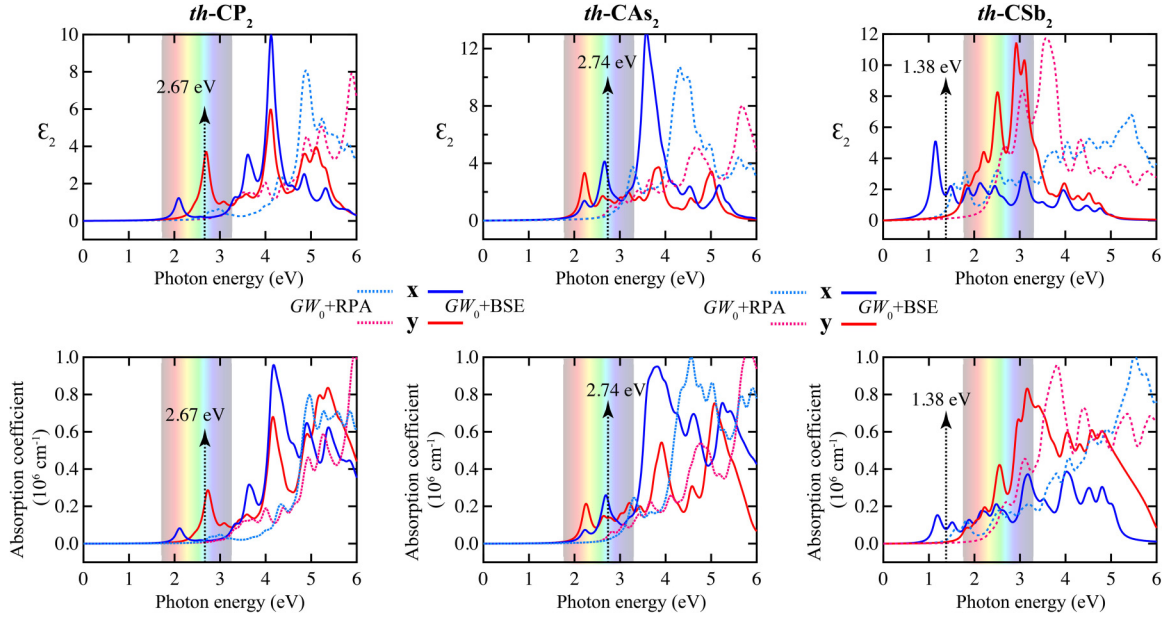 th-CP2
th-CAs2
th-CSb2
10
8
6
4
2
0
ε2
2.67 eV
0 1 2 3 4 5 6
Photon energy (eV)
12
10
8
6
4
2
0
ε2
2.74 eV
0 1 2 3 4 5 6
Photon energy (eV)
12
10
8
6
4
2
0
ε2
1.38 eV
0 1 2 3 4 5 6
Photon energy (eV)
GW0+RPA x GW0+BSE
y
GW0+RPA x GW0+BSE
y
1.0
0.8
0.6
0.4
0.2
0.0
Absorption coefficient
(10^6 cm^-1)
2.67 eV
0 1 2 3 4 5 6
Photon energy (eV)
1.0
0.8
0.6
0.4
0.2
0.0
Absorption coefficient
(10^6 cm^-1)
2.74 eV
0 1 2 3 4 5 6
Photon energy (eV)
1.0
0.8
0.6
0.4
0.2
0.0
Absorption coefficient
(10^6 cm^-1)
1.38 eV
0 1 2 3 4 5 6
Photon energy (eV)